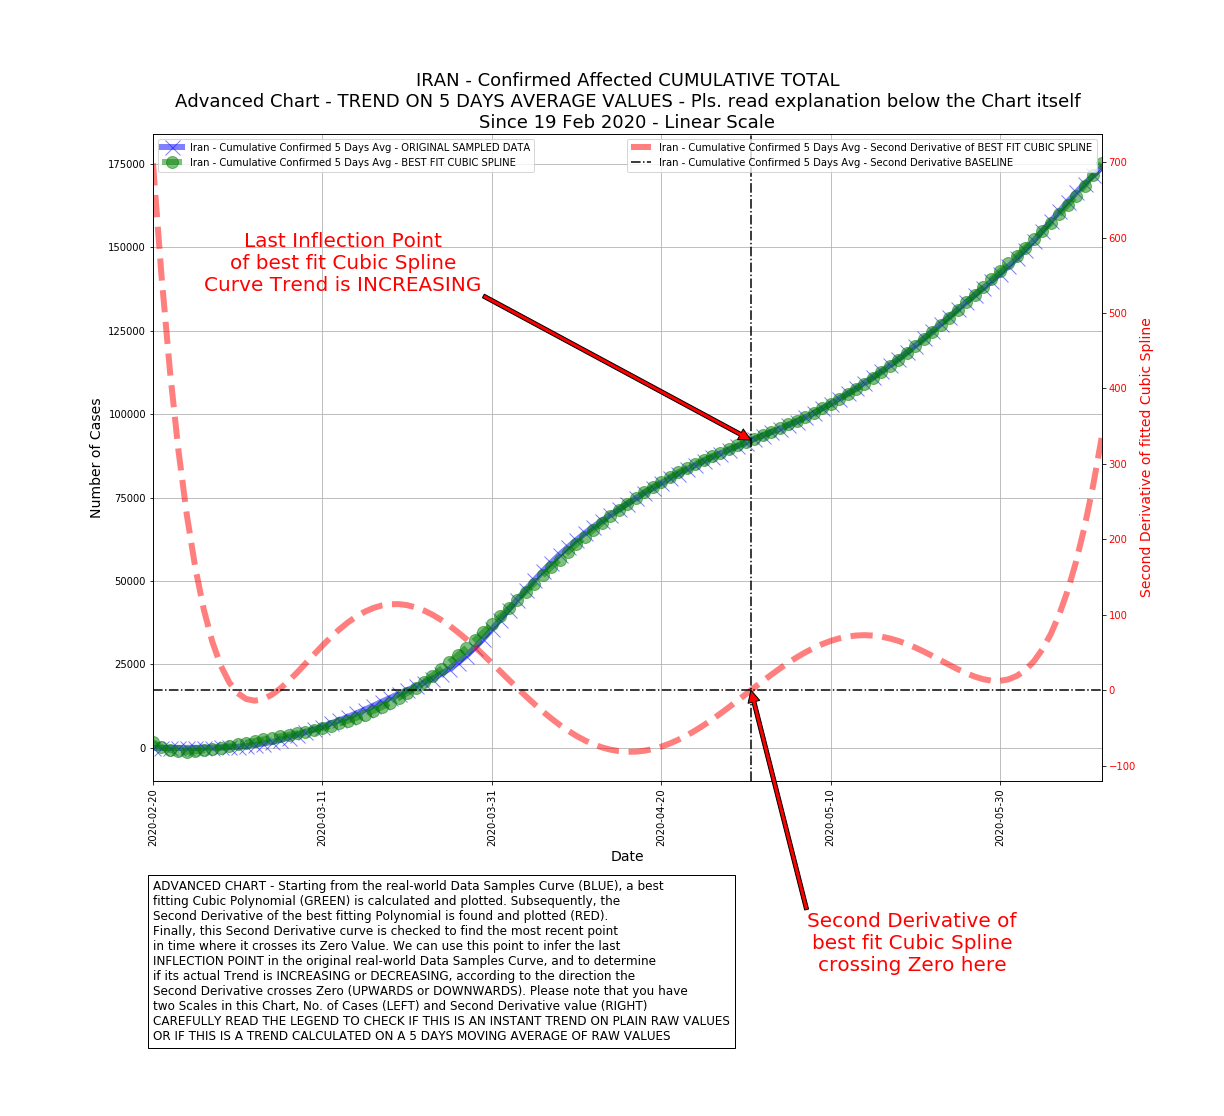 IRAN - Confirmed Affected CUMULATIVE TOTAL
Advanced Chart - TREND ON 5 DAYS AVERAGE VALUES - Pls. read explanation below the Chart itself
Since 19 Feb 2020 - Linear Scale
Iran - Cumulative Confirmed 5 Days Avg - ORIGINAL SAMPLED DATA
Iran - Cumulative Confirmed 5 Days Avg - BEST FIT CUBIC SPLINE
Iran - Cumulative Confirmed 5 Days Avg - Second Derivative of BEST FIT CUBIC SPLINE
Iran - Cumulative Confirmed 5 Days Avg - Second Derivative BASELINE
Last Inflection Point
of best fit Cubic Spline
Curve Trend is INCREASING
Number of Cases
175000
150000
125000
100000
75000
50000
25000
0
700
600
500
400
300
200
100
0
−100
Second Derivative of fitted Cubic Spline
2020-02-20
2020-03-11
2020-03-31
2020-04-20
2020-05-10
2020-05-30
Date
ADVANCED CHART - Starting from the real-world Data Samples Curve (BLUE), a best
fitting Cubic Polynomial (GREEN) is calculated and plotted. Subsequently, the
Second Derivative of the best fitting Polynomial is found and plotted (RED).
Finally, this Second Derivative curve is checked to find the most recent point
in time where it crosses its Zero Value. We can use this point to infer the last
INFLECTION POINT in the original real-world Data Samples Curve, and to determine
if its actual Trend is INCREASING or DECREASING, according to the direction the
Second Derivative crosses Zero (UPWARDS or DOWNWARDS). Please note that you have
two Scales in this Chart, No. of Cases (LEFT) and Second Derivative value (RIGHT)
CAREFULLY READ THE LEGEND TO CHECK IF THIS IS AN INSTANT TREND ON PLAIN RAW VALUES
OR IF THIS IS A TREND CALCULATED ON A 5 DAYS MOVING AVERAGE OF RAW VALUES
Second Derivative of
best fit Cubic Spline
crossing Zero here